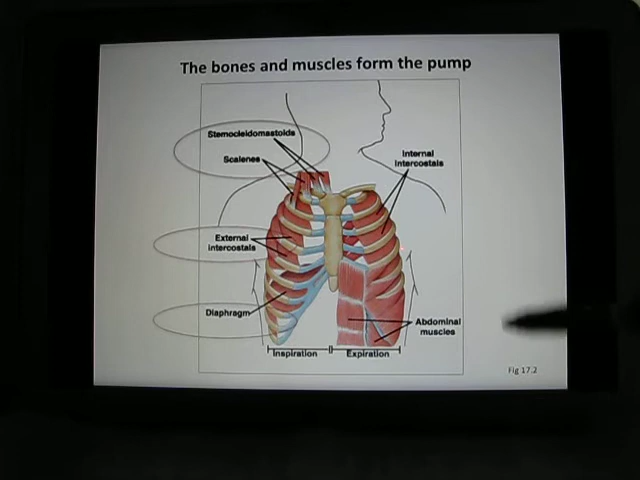 The bones and muscles form the pump
Sternocleidomastoids
Scalenes
Internal
intercostals
External
intercostals
Diaphragm
Abdominal
muscles
Inspiration
Expiration
Fig 17.2